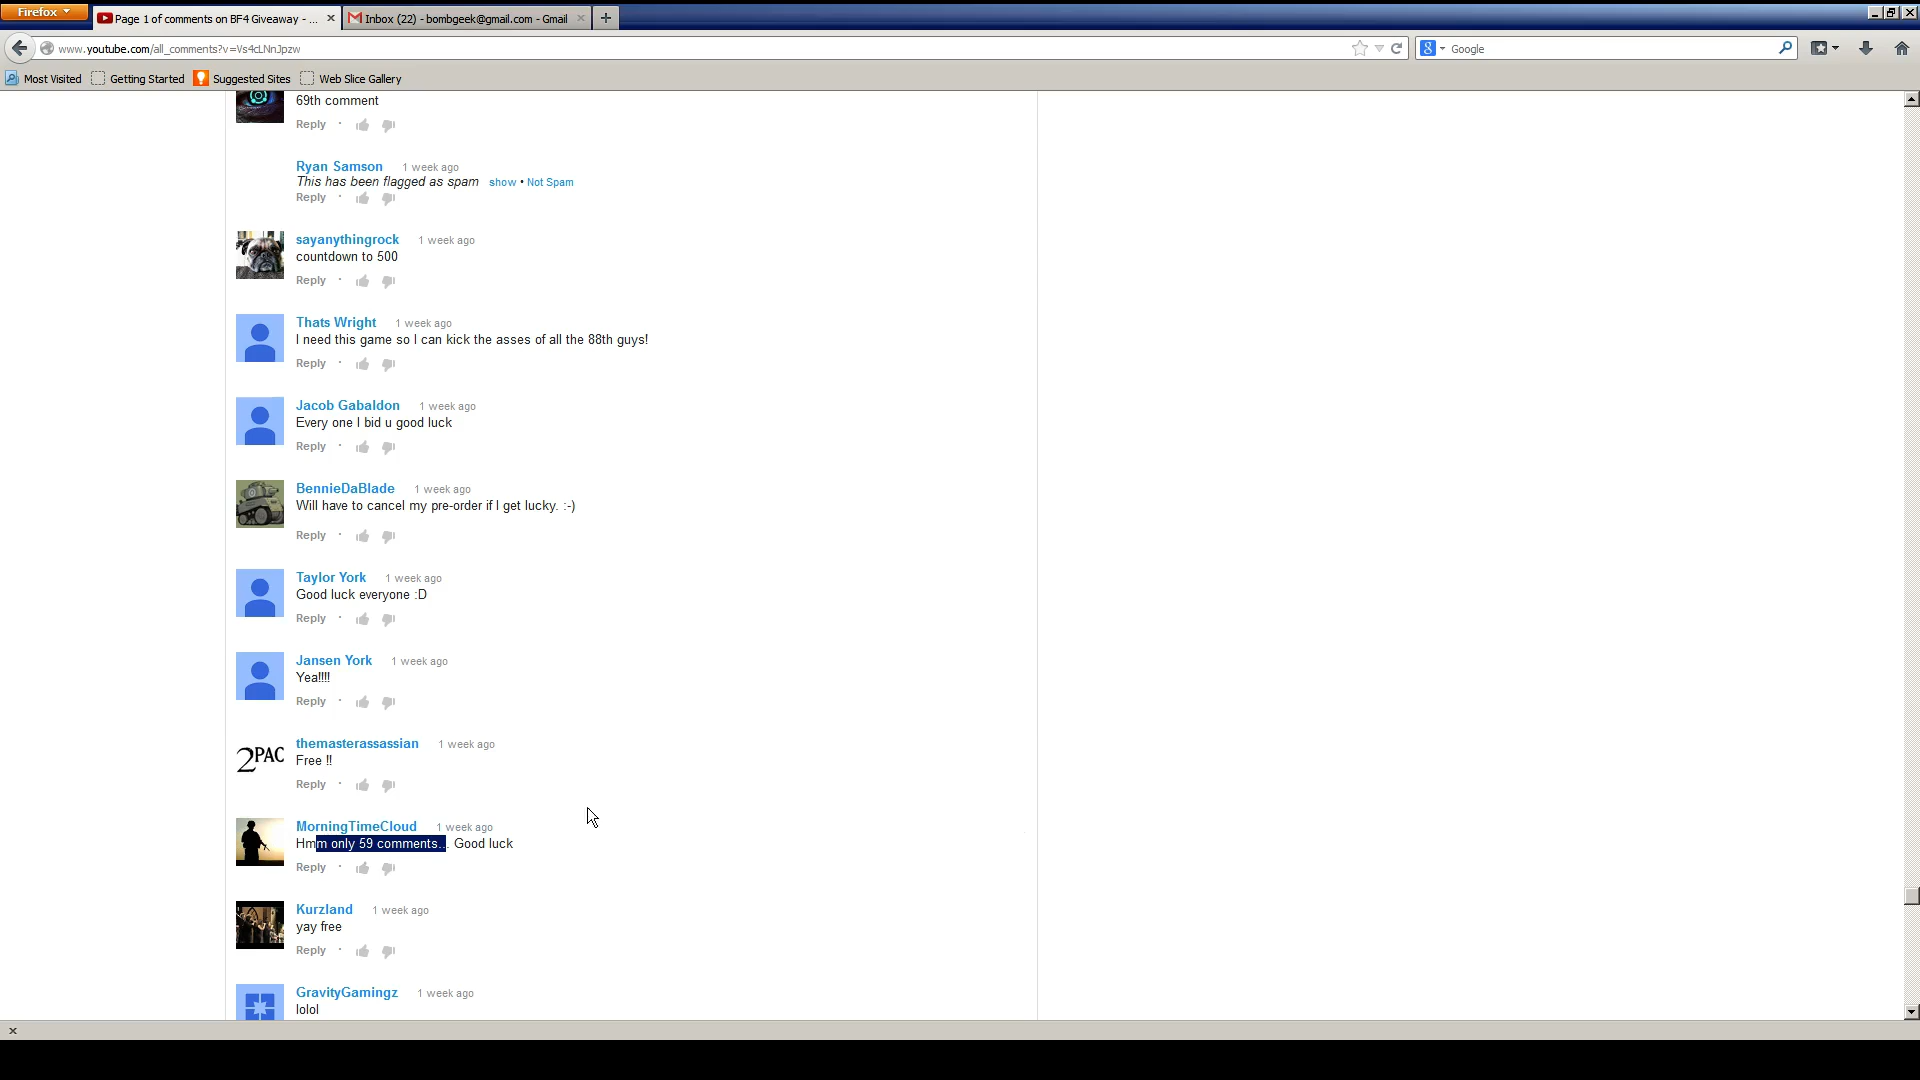 Firefox
Page 1 of comments on BF4 Giveaway - ...
Inbox (22) - bombgeek@gmail.com - Gmail
www.youtube.com/all_comments?v=Vs4cLNnJpzw
Google
Most Visited
Getting Started
Suggested Sites
Web Slice Gallery
69th comment
Reply ·
Ryan Samson 1 week ago
This has been flagged as spam show • Not Spam
Reply ·
sayanythingrock 1 week ago
countdown to 500
Reply ·
Thats Wright 1 week ago
I need this game so I can kick the asses of all the 88th guys!
Reply ·
Jacob Gabaldon 1 week ago
Every one I bid u good luck
Reply ·
BennieDaBlade 1 week ago
Will have to cancel my pre-order if I get lucky. :-)
Reply ·
Taylor York 1 week ago
Good luck everyone :D
Reply ·
Jansen York 1 week ago
Yea!!!!
Reply ·
2PAC
themasterassassian 1 week ago
Free !!
Reply ·
MorningTimeCloud 1 week ago
Hmm only 59 comments... Good luck
Reply ·
Kurzland 1 week ago
yay free
Reply ·
GravityGamingz 1 week ago
lolol